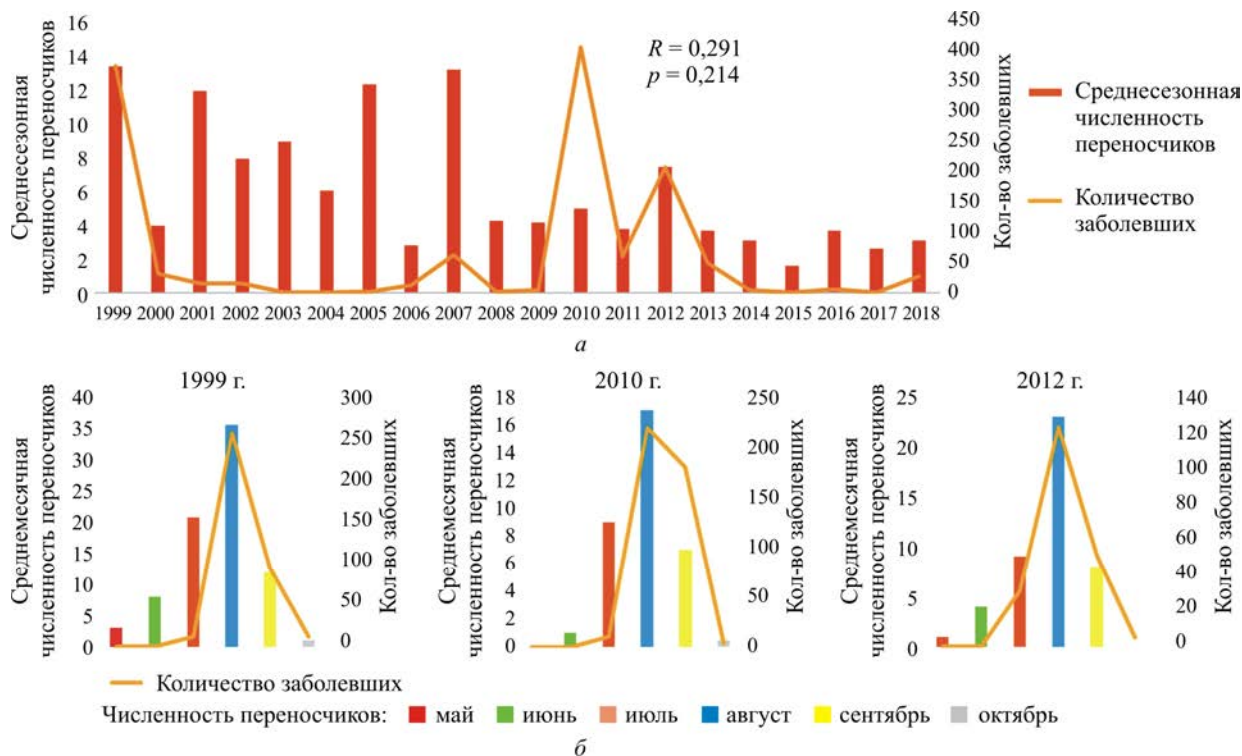 Среднесезонная
численность переносчиков
16
14
12
10
8
6
4
2
0
R = 0,291
p = 0,214
450
400
350
300
250
200
150
100
50
0
Кол-во заболевших
Среднесезонная
численность
переносчиков
Количество
заболевших
1999 2000 2001 2002 2003 2004 2005 2006 2007 2008 2009 2010 2011 2012 2013 2014 2015 2016 2017 2018
а
1999 г.
Среднемесячная
численность переносчиков
40
35
30
25
20
15
10
5
0
300
250
200
150
100
50
0
Кол-во заболевших
2010 г.
Среднемесячная
численность переносчиков
18
16
14
12
10
8
6
4
2
0
250
200
150
100
50
0
Кол-во заболевших
2012 г.
Среднемесячная
численность переносчиков
25
20
15
10
5
0
140
120
100
80
60
40
20
0
Кол-во заболевших
Количество заболевших
Численность переносчиков: май июнь июль август сентябрь октябрь
б